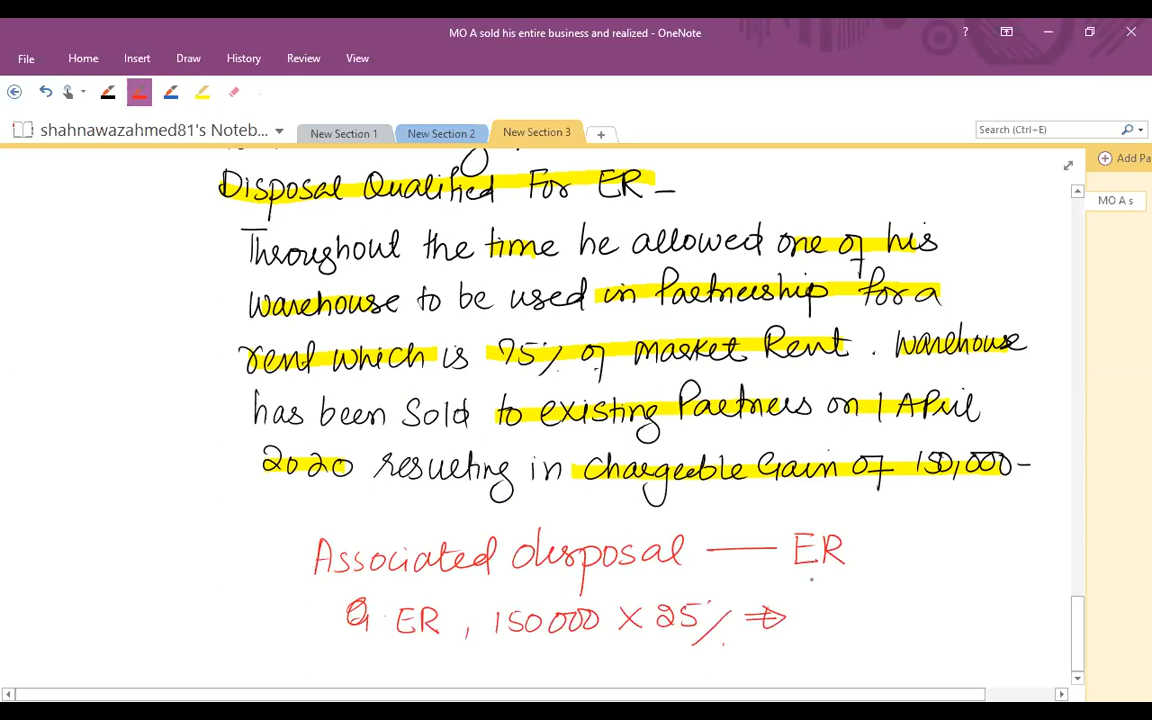 MO A sold his entire business and realized - OneNote
?
File Home Insert Draw History Review View
shahnawazahmed81's Noteb...
New Section 1
New Section 2
New Section 3
+
Search (Ctrl+E)
Add Pa
MO A s
Disposal Qualified For ER -
Throughout the time he allowed one of his
warehouse to be used in Partnership for a
rent which is 75% of market Rent. Warehouse
has been sold to existing Partners on 1 April
2020 resulting in chargeable Gain of 150,000-
Associated disposal — ER
ER, 150000 X 25% ⇒